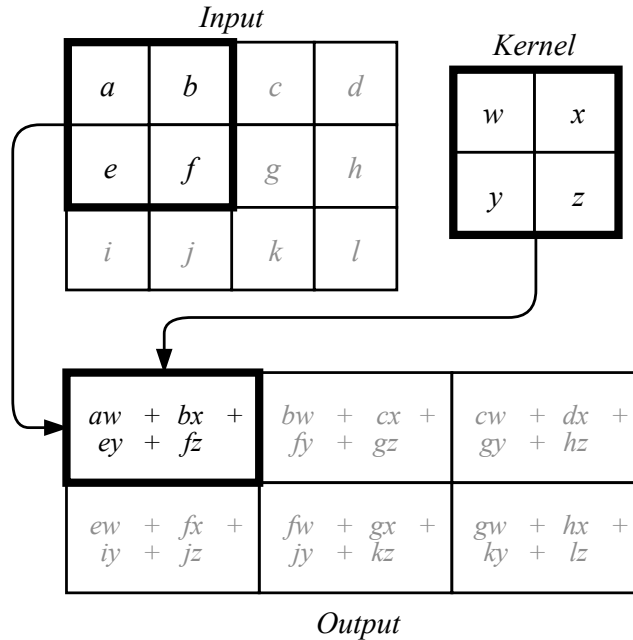 Input
Kernel
a b c d
w x
e f g h
y z
i j k l
aw + bx + bw + cx + cw + dx +
ey + fz fy + gz gy + hz
ew + fx + fw + gx + gw + hx +
iy + jz jy + kz ky + lz
Output